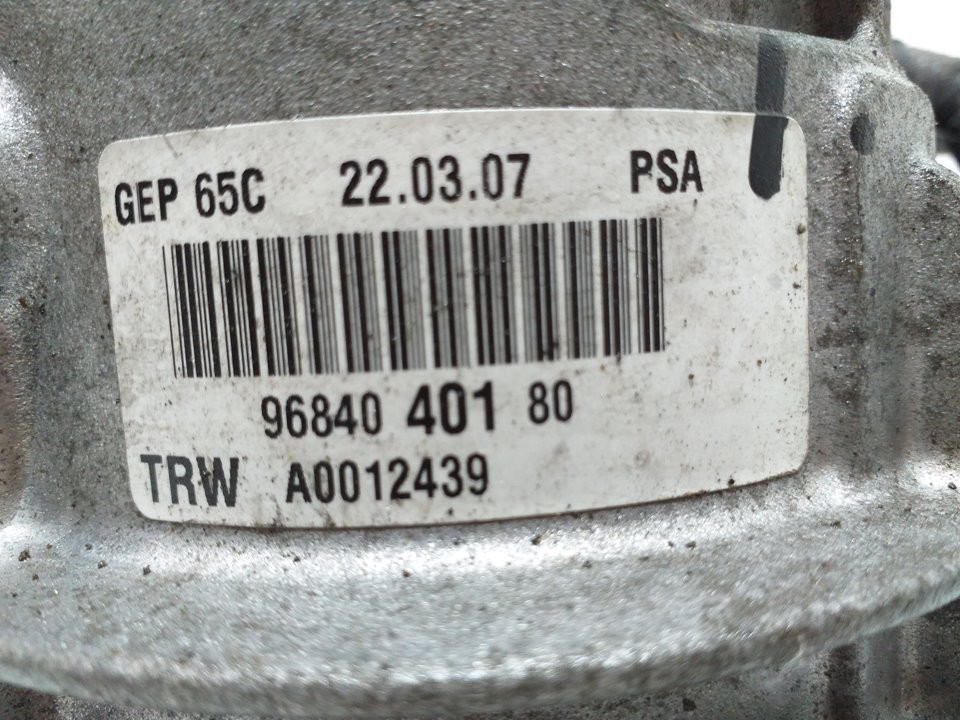 GEP 65C 22.03.07 PSA
96840 401 80
TRW A0012439